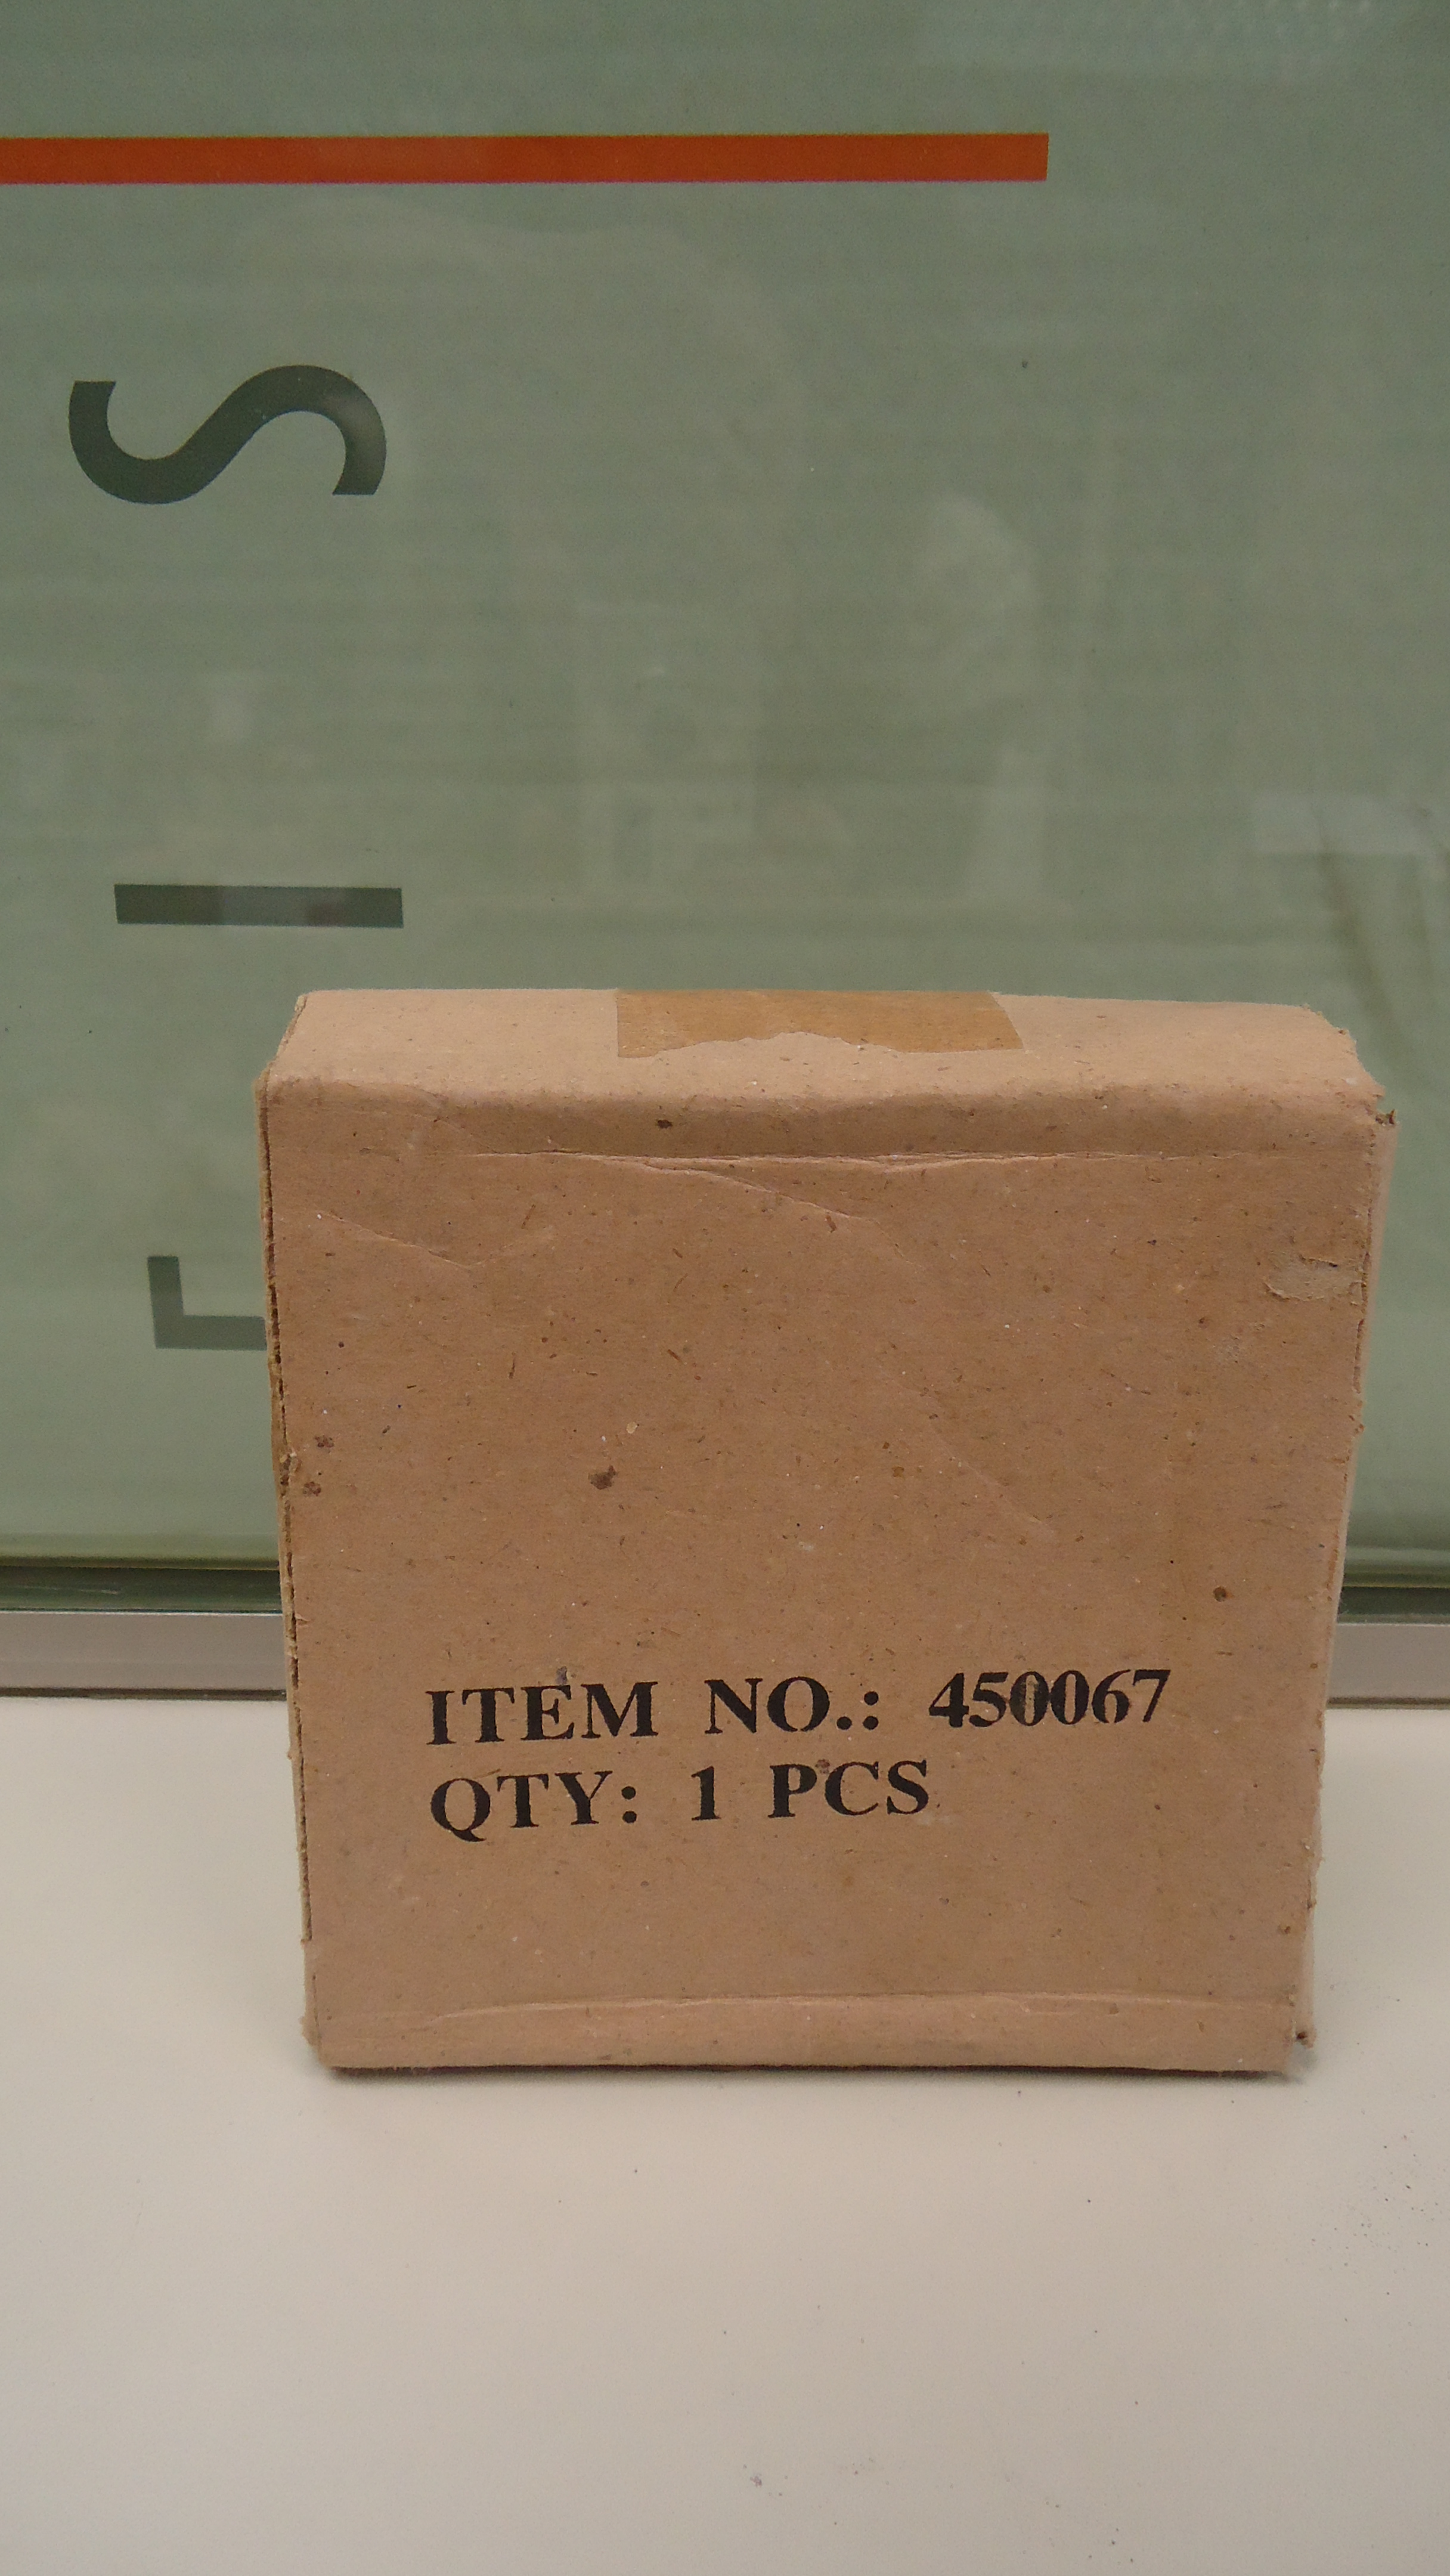 S
I
ITEM NO.: 450067
QTY: 1 PCS